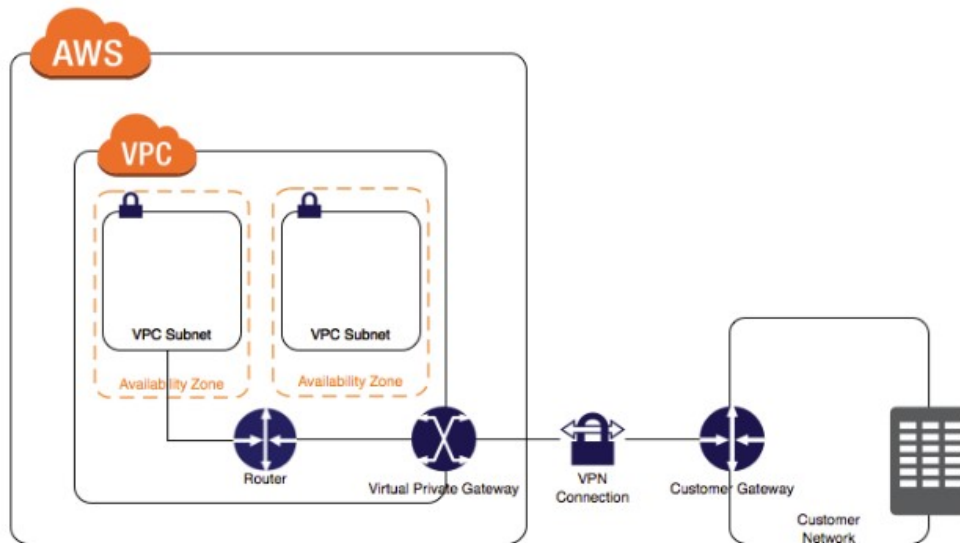 AWS
VPC
VPC Subnet
VPC Subnet
Availability Zone
Availability Zone
Router
Virtual Private Gateway
VPN
Connection
Customer Gateway
Customer
Network